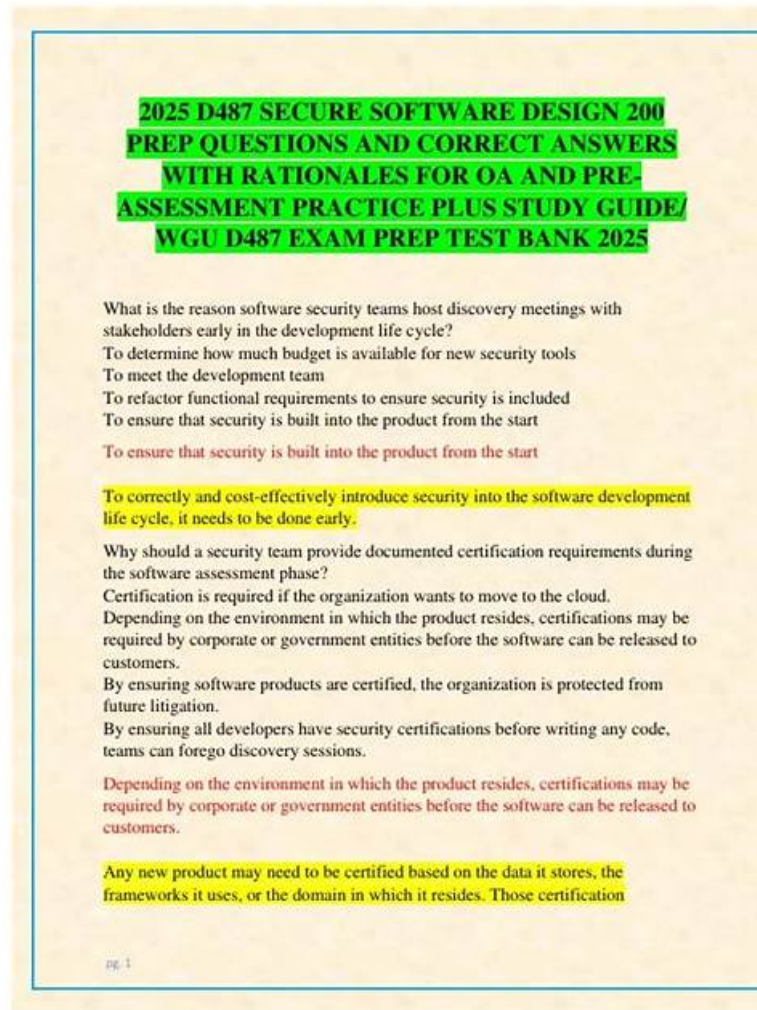 2025 D487 SECURE SOFTWARE DESIGN 200
PREP QUESTIONS AND CORRECT ANSWERS
WITH RATIONALES FOR OA AND PRE-
ASSESSMENT PRACTICE PLUS STUDY GUIDE/
WGU D487 EXAM PREP TEST BANK 2025
What is the reason software security teams host discovery meetings with
stakeholders early in the development life cycle?
To determine how much budget is available for new security tools
To meet the development team
To refactor functional requirements to ensure security is included
To ensure that security is built into the product from the start
To ensure that security is built into the product from the start
To correctly and cost-effectively introduce security into the software development
life cycle, it needs to be done early.
Why should a security team provide documented certification requirements during
the software assessment phase?
Certification is required if the organization wants to move to the cloud.
Depending on the environment in which the product resides, certifications may be
required by corporate or government entities before the software can be released to
customers.
By ensuring software products are certified, the organization is protected from
future litigation.
By ensuring all developers have security certifications before writing any code,
teams can forego discovery sessions.
Depending on the environment in which the product resides, certifications may be
required by corporate or government entities before the software can be released to
customers.
Any new product may need to be certified based on the data it stores, the
frameworks it uses, or the domain in which it resides. Those certification
pg. 1